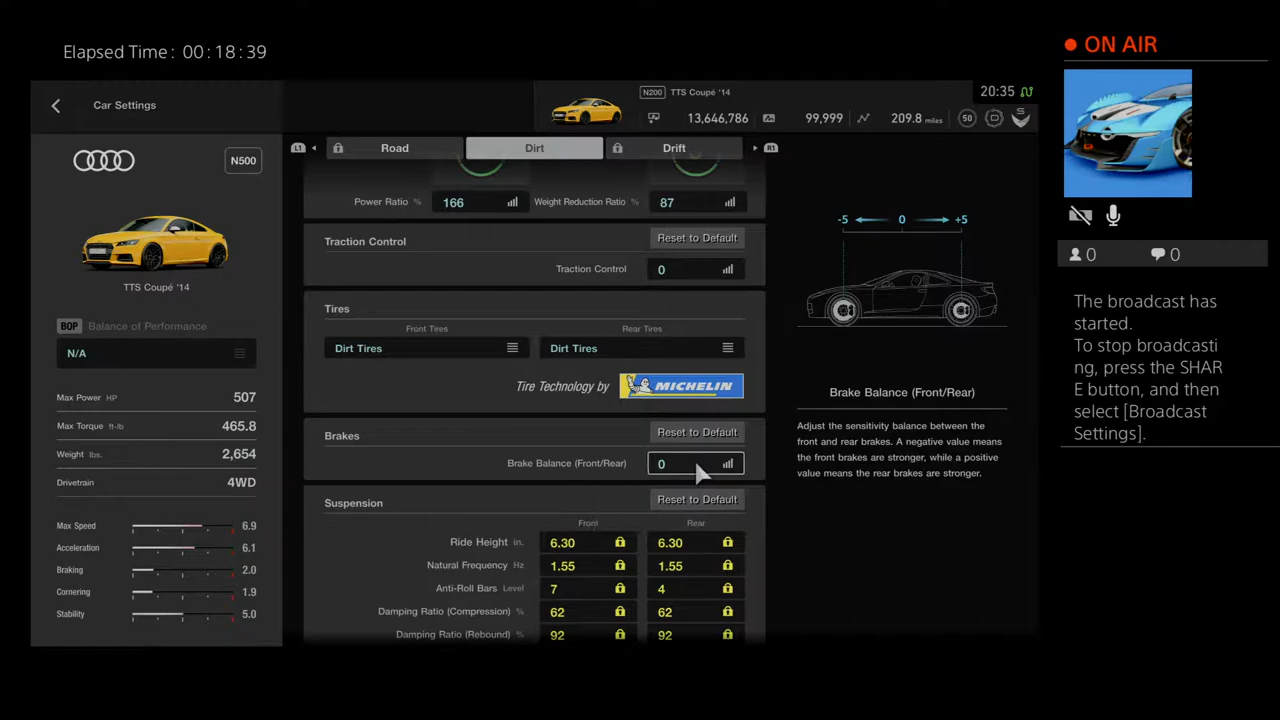 Elapsed Time: 00:18:39
ON AIR
Car Settings
N200 TTS Coupé '14
20:35
13,646,786
99,999
209.8 miles
50
S
N500
L1
Road
Dirt
Drift
R1
Power Ratio % 166
Weight Reduction Ratio % 87
TTS Coupé '14
BOP Balance of Performance
N/A
Max Power HP 507
Max Torque ft-lb 465.8
Weight lbs. 2,654
Drivetrain 4WD
Max Speed 6.9
Acceleration 6.1
Braking 2.0
Cornering 1.9
Stability 5.0
Traction Control Reset to Default
Traction Control 0
Tires
Front Tires Rear Tires
Dirt Tires Dirt Tires
Tire Technology by MICHELIN
Brakes Reset to Default
Brake Balance (Front/Rear) 0
Suspension Reset to Default
Front Rear
Ride Height in. 6.30 6.30
Natural Frequency Hz 1.55 1.55
Anti-Roll Bars Level 7 4
Damping Ratio (Compression) % 62 62
Damping Ratio (Rebound) % 92 92
-5 0 +5
Brake Balance (Front/Rear)
Adjust the sensitivity balance between the
front and rear brakes. A negative value means
the front brakes are stronger, while a positive
value means the rear brakes are stronger.
0 0
The broadcast has
started.
To stop broadcasti
ng, press the SHAR
E button, and then
select [Broadcast
Settings].